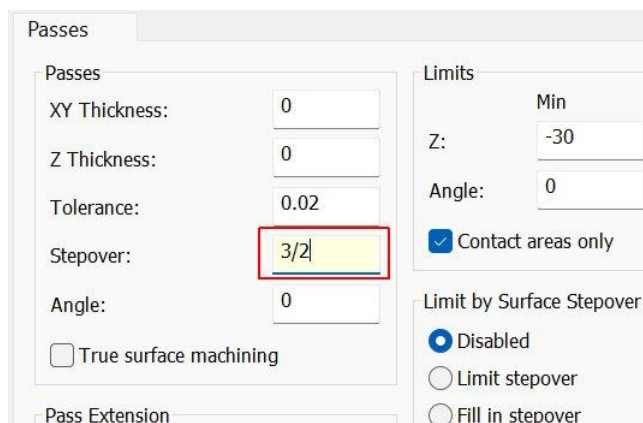 Passes
Passes
XY Thickness: 0
Z Thickness: 0
Tolerance: 0.02
Stepover: 3/2
Angle: 0
True surface machining
Pass Extension
Limits
Min
Z: -30
Angle: 0
Contact areas only
Limit by Surface Stepover
Disabled
Limit stepover
Fill in stepover